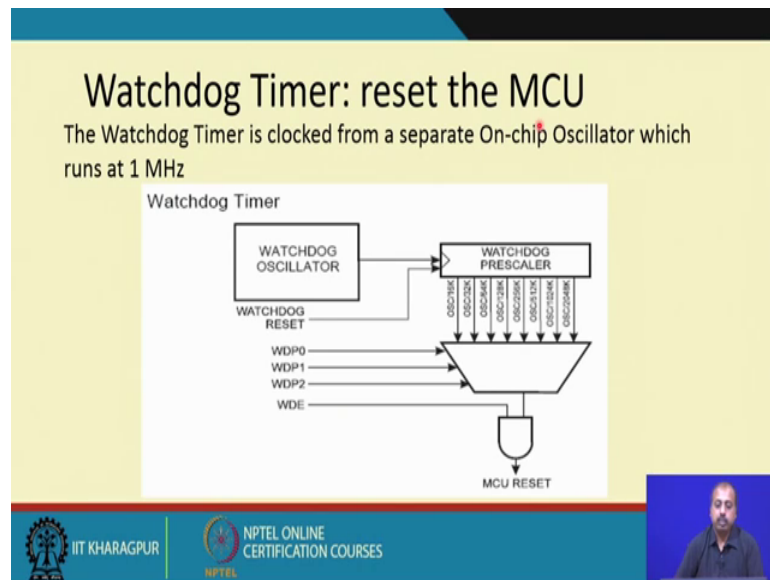 Watchdog Timer: reset the MCU
The Watchdog Timer is clocked from a separate On-chip Oscillator which
runs at 1 MHz
Watchdog Timer
WATCHDOG
OSCILLATOR
WATCHDOG
PRESCALER
WATCHDOG
RESET
OSC/16K
OSC/32K
OSC/64K
OSC/128K
OSC/256K
OSC/512K
OSC/1024K
OSC/2048K
WDP0
WDP1
WDP2
WDE
MCU RESET
IIT KHARAGPUR
NPTEL
NPTEL ONLINE
CERTIFICATION COURSES